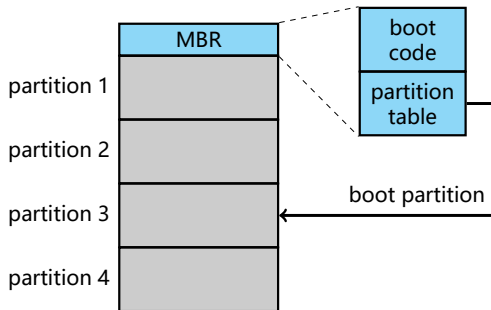 MBR
boot
code
partition 1
partition
table
partition 2
boot partition
partition 3
partition 4